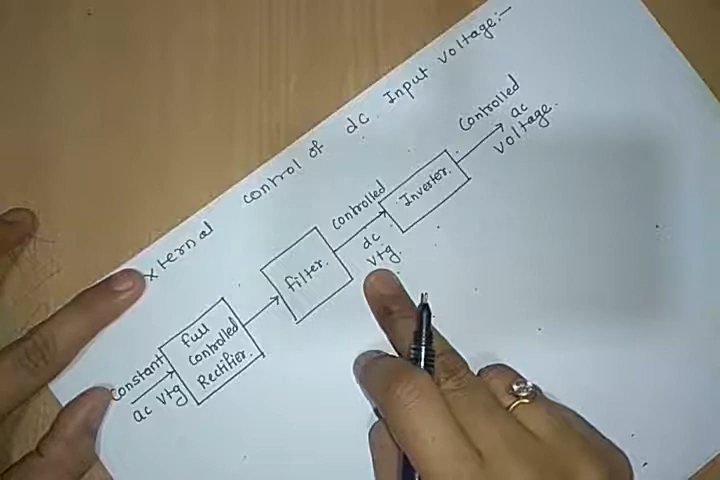 xternal control of dc Input voltage:-
Constant
ac vtg
Full
Controlled
Rectifier.
Filter.
Controlled
dc
vtg
Inverter.
Controlled
ac
voltage.